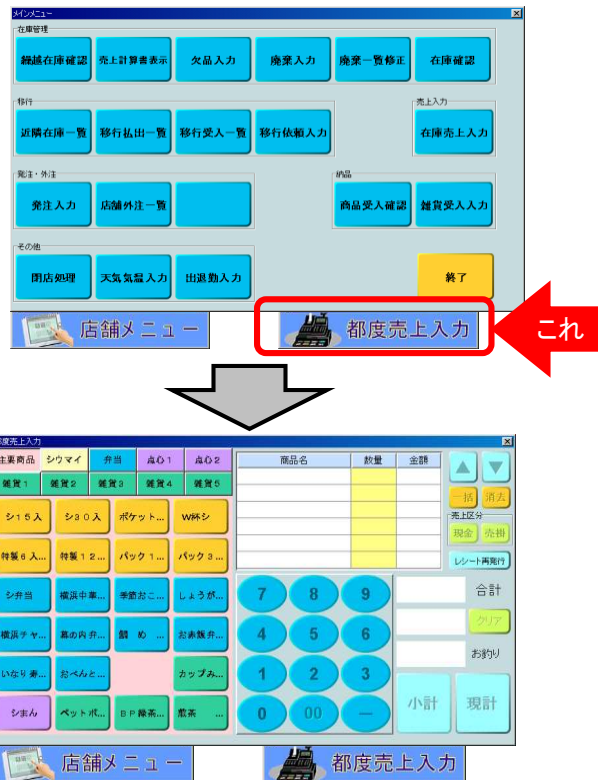 メインメニュー
在庫管理
繰越在庫確認 売上計算書表示 欠品入力 廃棄入力 廃棄一覧修正 在庫確認
移行 売上入力
近隣在庫一覧 移行払出一覧 移行受入一覧 移行依頼入力 在庫売上入力
発注・外注 納品
発注入力 店舗外注一覧 商品受入確認 雑貨受入入力
その他
閉店処理 天気気温入力 出退勤入力 終了
店舗メニュー 都度売上入力 これ
都度売上入力
主要商品 シウマイ 弁当 点心1 点心2 商品名 数量 金額
雑貨1 雑貨2 雑貨3 雑貨4 雑貨5
一括 消去
シ15入 シ30入 ポケット... W杯シ
売上区分
現金 売掛
特製6入... 特製12... パック1... パック3...
レシート再発行
シ弁当 横浜中華... 季節おこ... しょうが... 7 8 9 合計
クリア
横浜チャ... 幕の内弁... 鯛 め ... お赤飯弁... 4 5 6
お釣り
いなり寿... おべんと... カップみ... 1 2 3
小計 現計
シまん ペットボ... BP緑茶... 煎茶 ... 0 00 －
店舗メニュー 都度売上入力